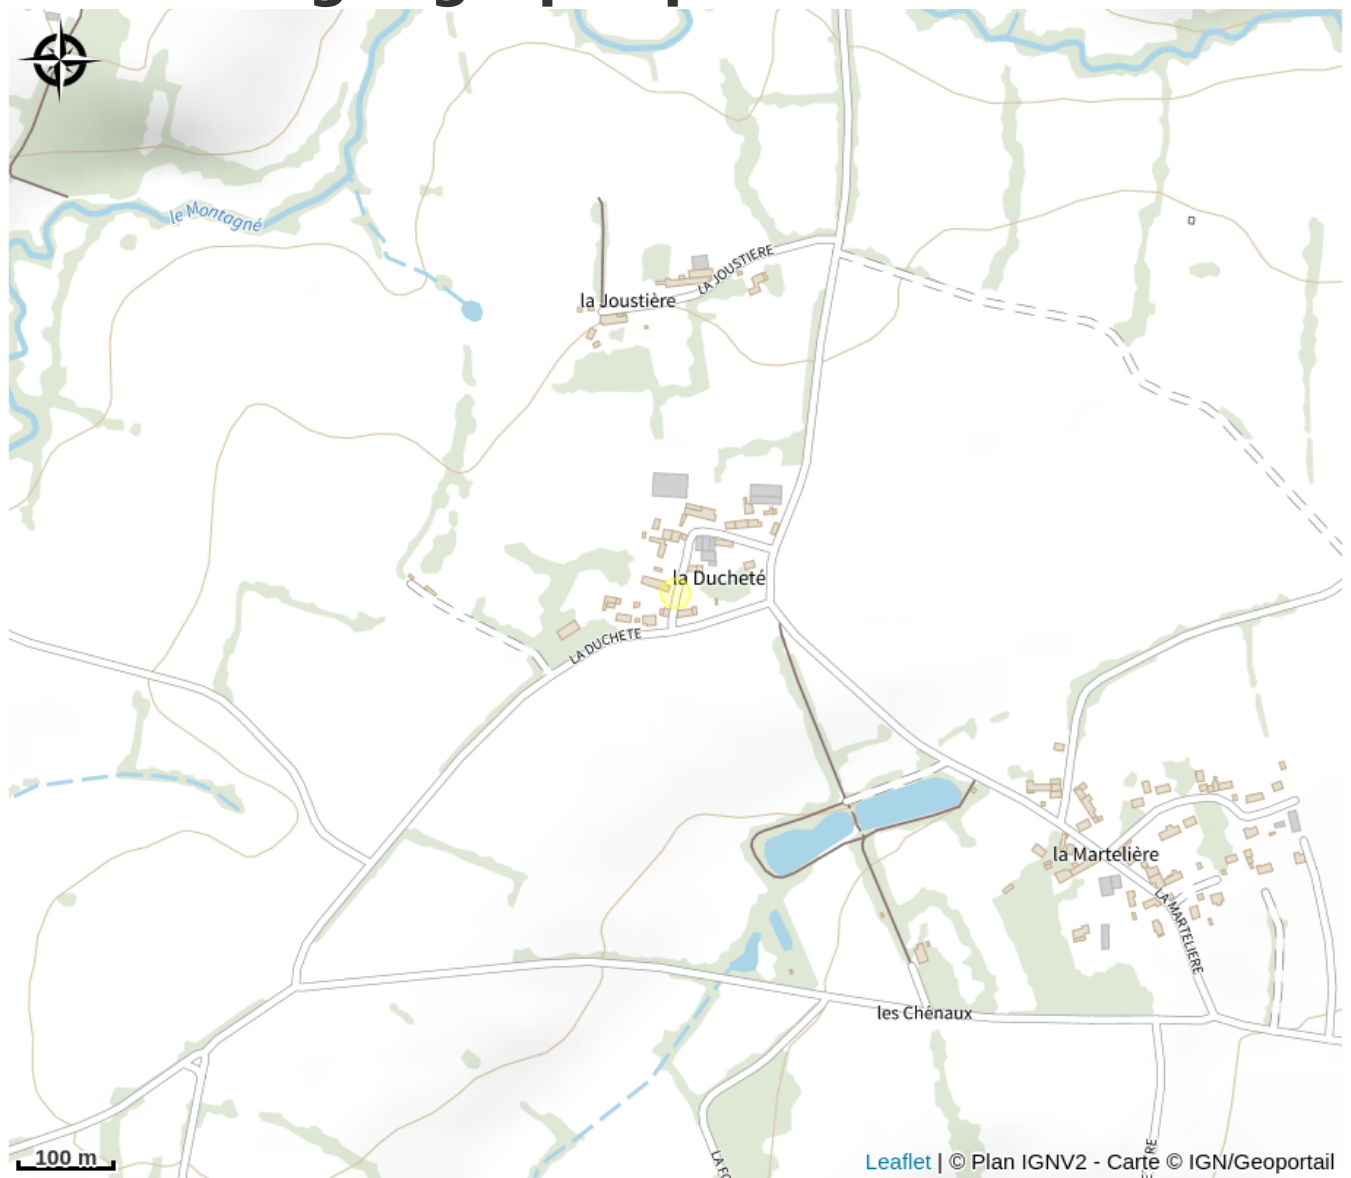 le Montagné
LA JOUSTIERE
la Joustière
la Ducheté
LA DUCHETE
la Martelière
LA MARTELIERE
les Chénaux
100 m
Leaflet | © Plan IGNV2 - Carte © IGN/Geoportail